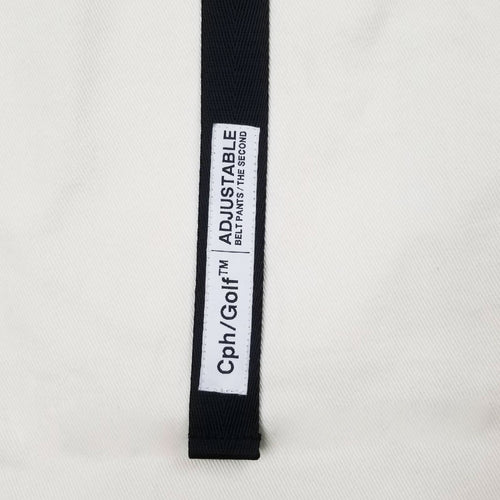 Cph/Golf™
ADJUSTABLE
BELT PANTS/THE SECOND